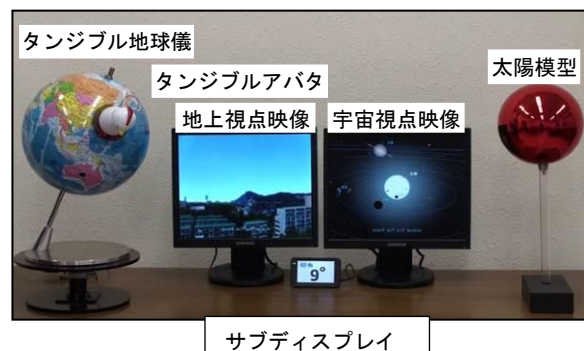 タンジブル地球儀
タンジブルアバタ
太陽模型
地上視点映像
宇宙視点映像
9°
サブディスプレイ